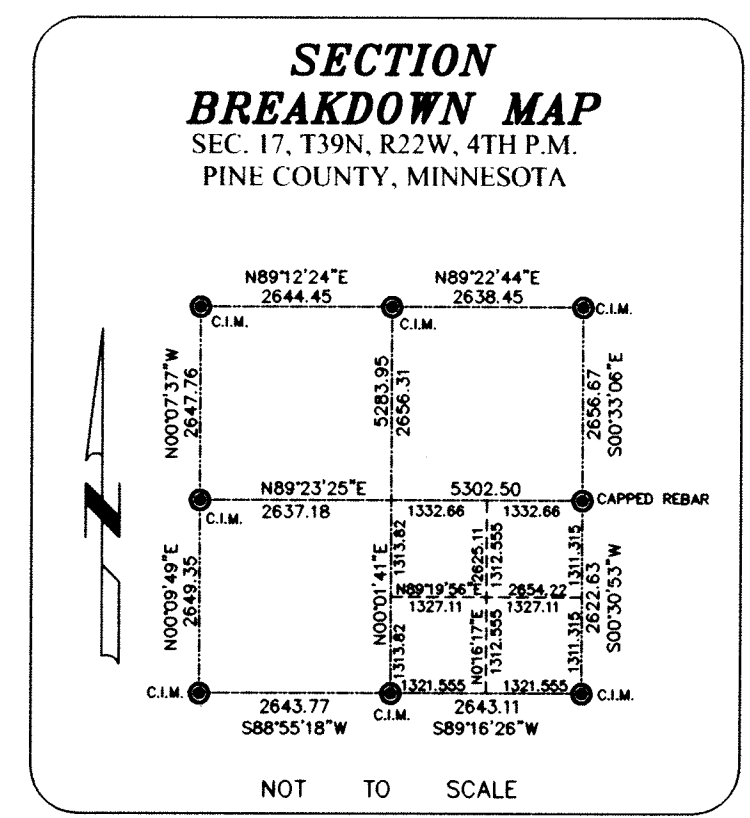 SECTION
BREAKDOWN MAP
SEC. 17, T39N, R22W, 4TH P.M.
PINE COUNTY, MINNESOTA
N89°12'24"E
2644.45
N89°22'44"E
2638.45
C.I.M.
C.I.M.
C.I.M.
N00°07'37"W
2647.76
5283.95
2656.31
2656.67
S00°33'06"E
N89°23'25"E
2637.18
5302.50
1332.66
1332.66
CAPPED REBAR
C.I.M.
N00°09'49"E
2649.35
N00°01'41"E
1313.82
2625.11
1312.555
1311.315
2622.63
S00°30'53"W
N89°19'56"E
2654.22
1327.11
1327.11
1313.82
N0°16'17"E
1312.555
1311.315
1321.555
1321.555
C.I.M.
2643.77
S88°55'18"W
C.I.M.
2643.11
S89°16'26"W
C.I.M.
NOT TO SCALE